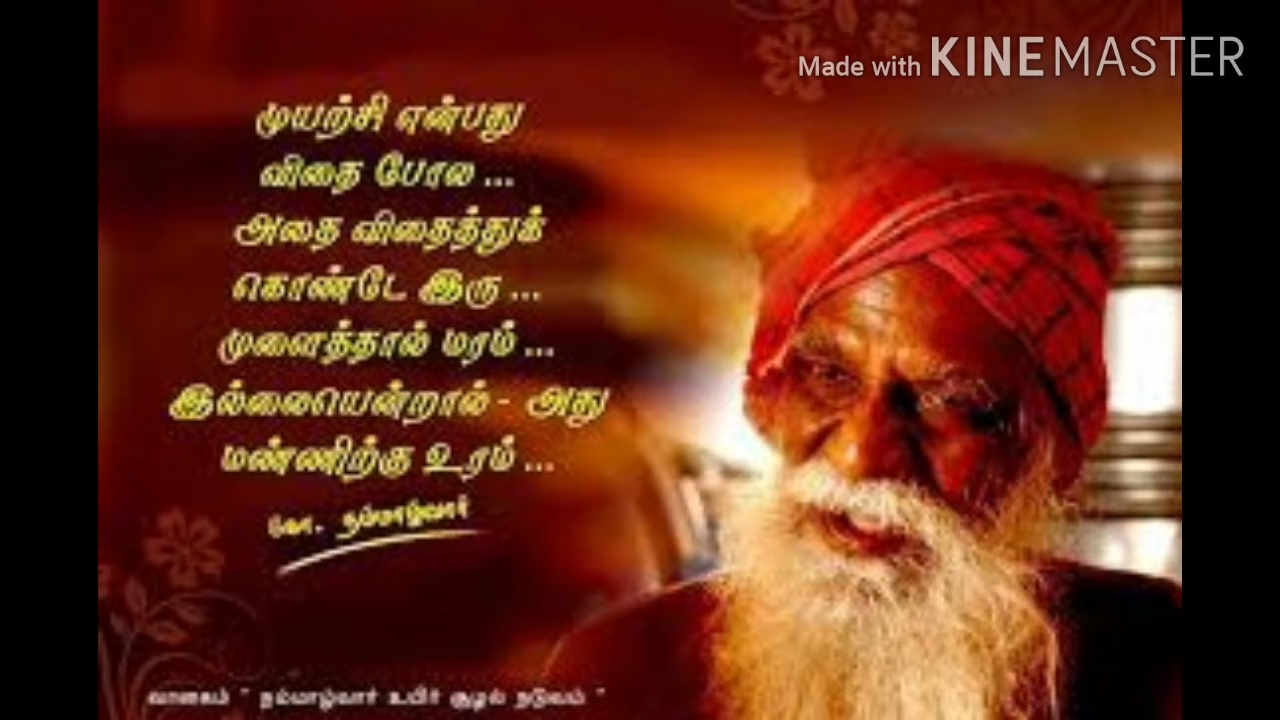 Made with KINEMASTER
முயற்சி என்பது
விதை போல ...
அதை விதைத்துக்
கொண்டே இரு ...
முளைத்தால் மரம் ...
இல்லையென்றால் - அது
மண்ணிற்கு உரம் ...
கோ. நம்மாழ்வார்
வானகம் " நம்மாழ்வார் உயிர் சூழல் நடுவம் "